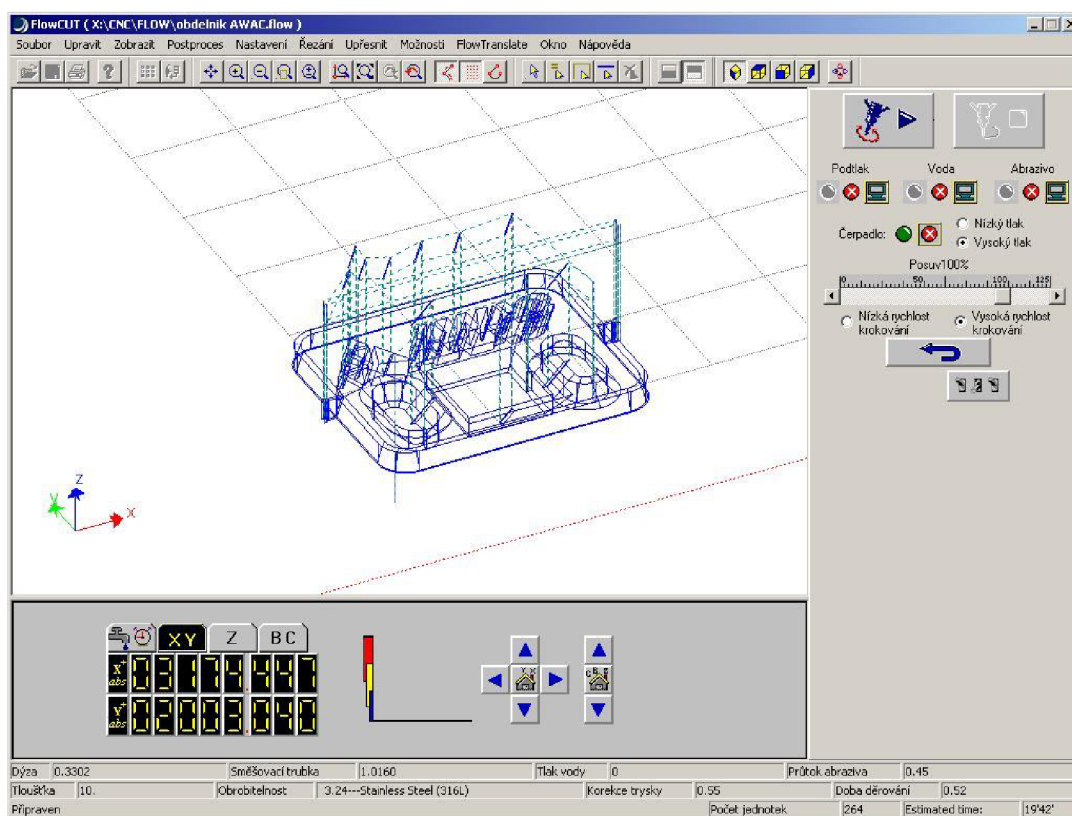 FlowCUT ( X:\CNC\FLOW\obdelnik AWAC.flow )
Soubor Upravit Zobrazit Postproces Nastavení Řezání Upřesnit Možnosti FlowTranslate Okno Nápověda
Podtlak Voda Abrazivo
Čerpadlo: Nízký tlak
Vysoký tlak
Posuv100%
0 50 100 125
Nízká rychlost krokování Vysoká rychlost krokování
Z
Y
X
XY Z BC
X+ abs 03174.447
Y+ abs 02003.040
Y X
C B Z
Dýza 0.3302 Směšovací trubka 1.0160 Tlak vody 0 Průtok abraziva 0.45
Tloušťka 10. Obrobitelnost 3.24---Stainless Steel (316L) Korekce trysky 0.55 Doba děrování 0.52
Připraven Počet jednotek 264 Estimated time: 19'42'